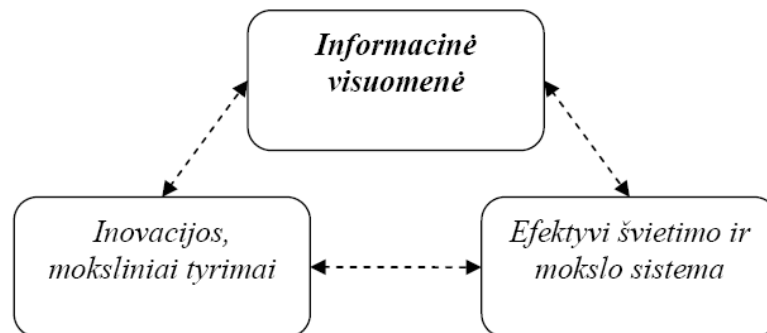 Informacinė
visuomenė
Inovacijos,
moksliniai tyrimai
Efektyvi švietimo ir
mokslo sistema